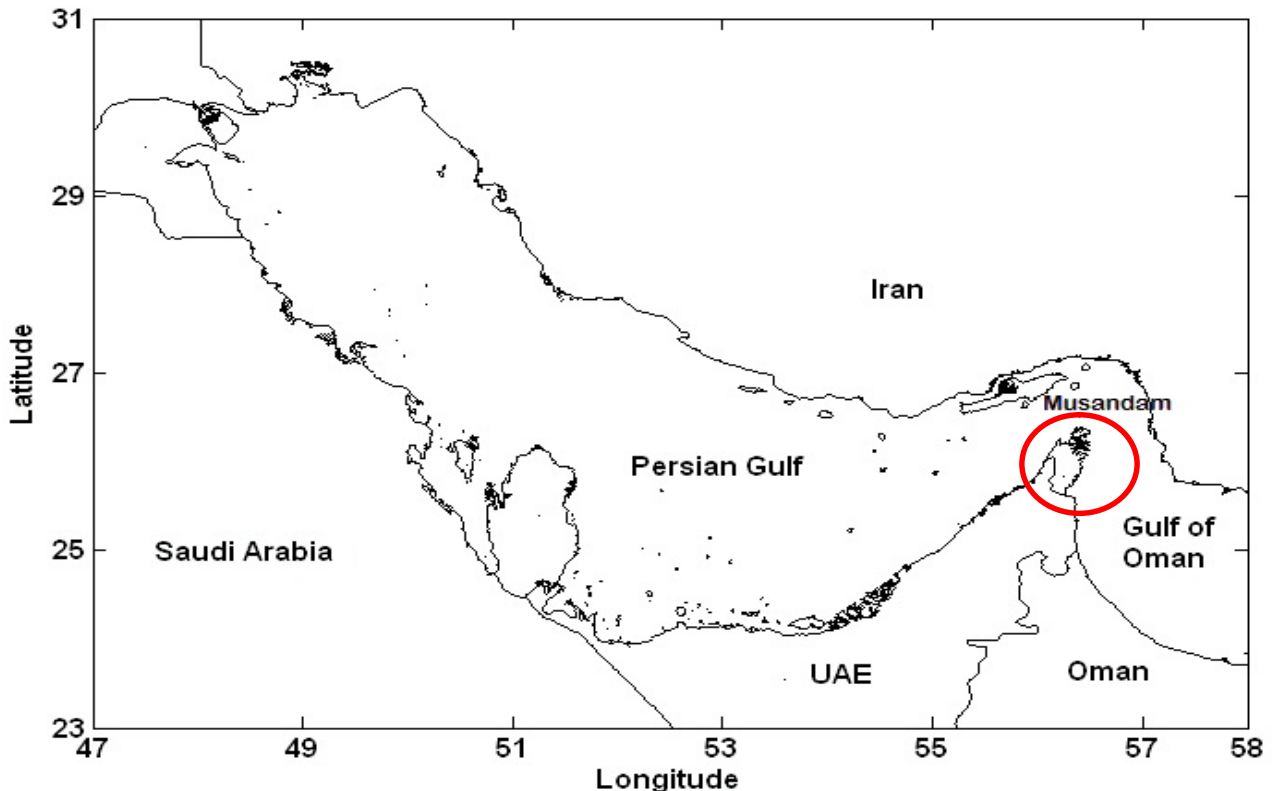 31
29
27
25
23
Latitude
Iran
Musandam
Persian Gulf
Gulf of
Oman
Saudi Arabia
UAE
Oman
47
49
51
53
55
57
58
Longitude